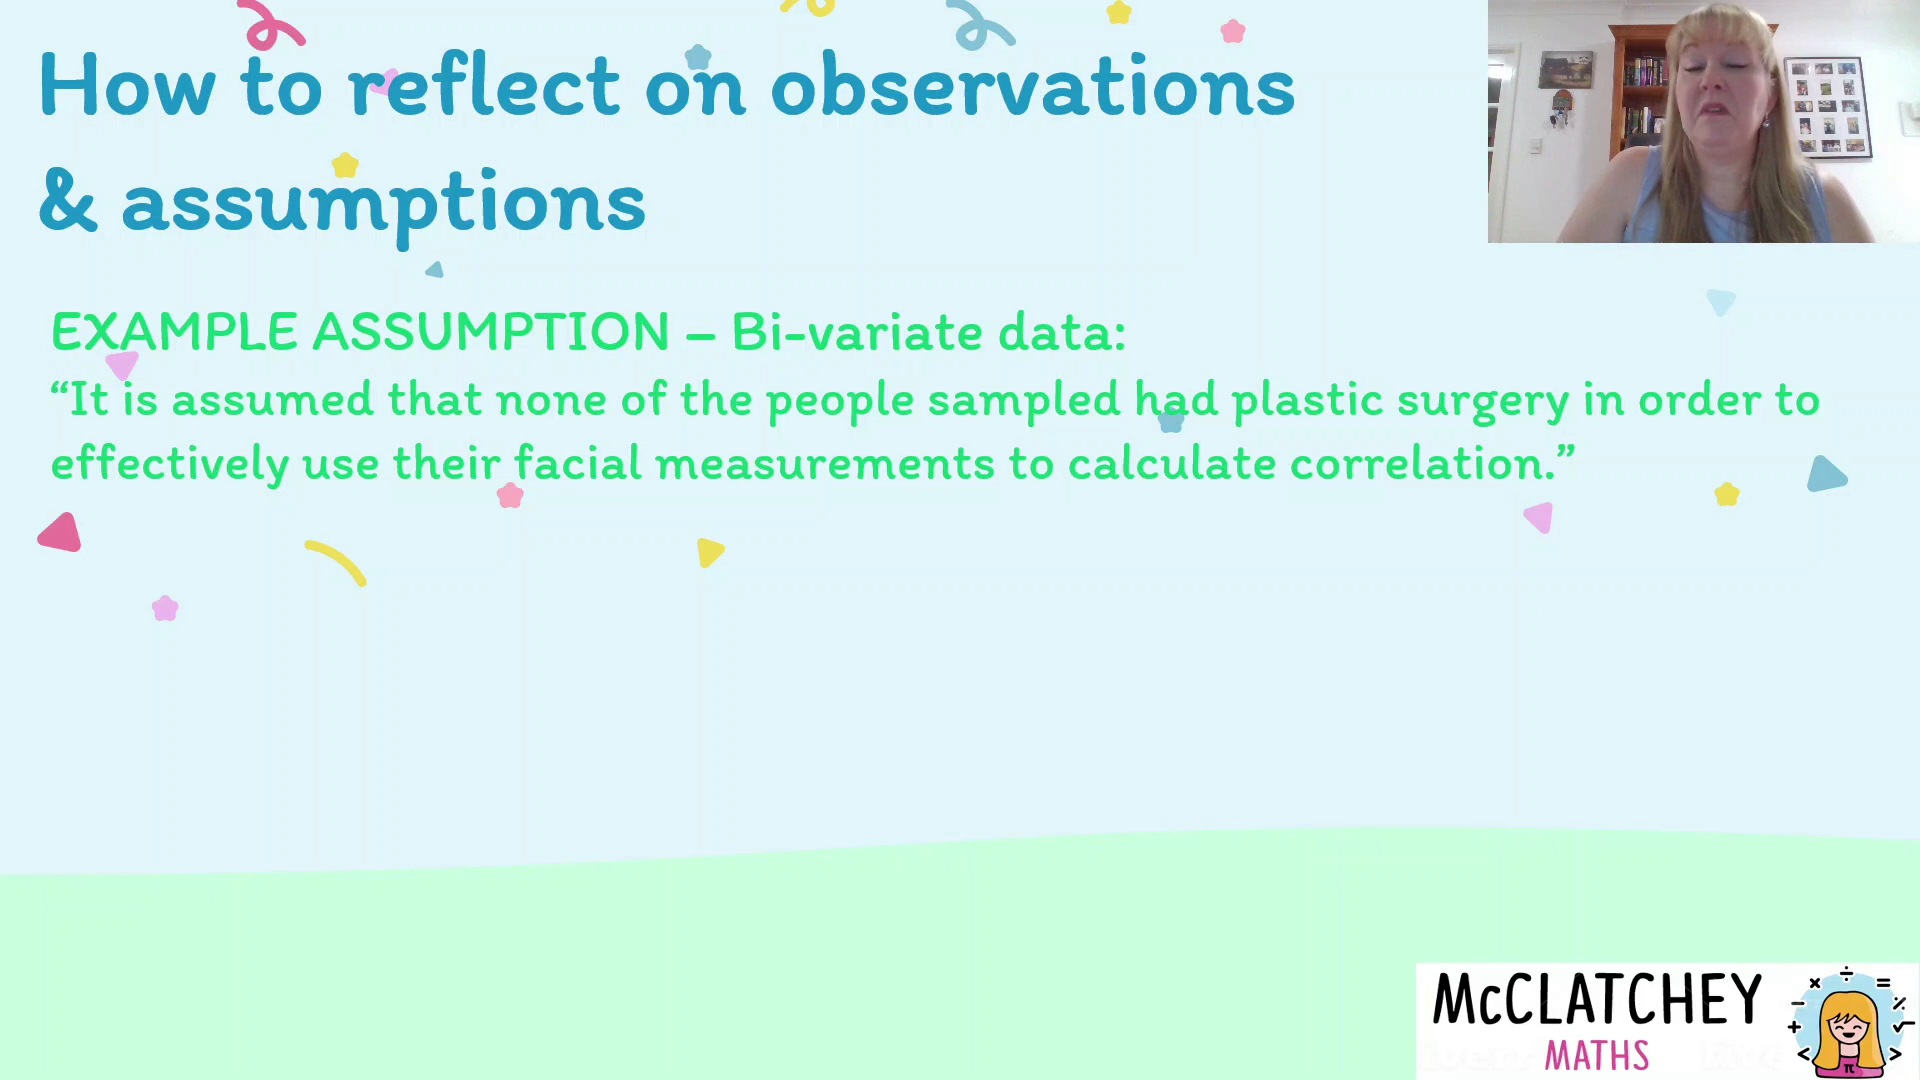 How to reflect on observations
& assumptions
EXAMPLE ASSUMPTION – Bi-variate data:
“It is assumed that none of the people sampled had plastic surgery in order to
effectively use their facial measurements to calculate correlation.”
McCLATCHEY
MATHS
× ÷ =
− %
+ √
< π >